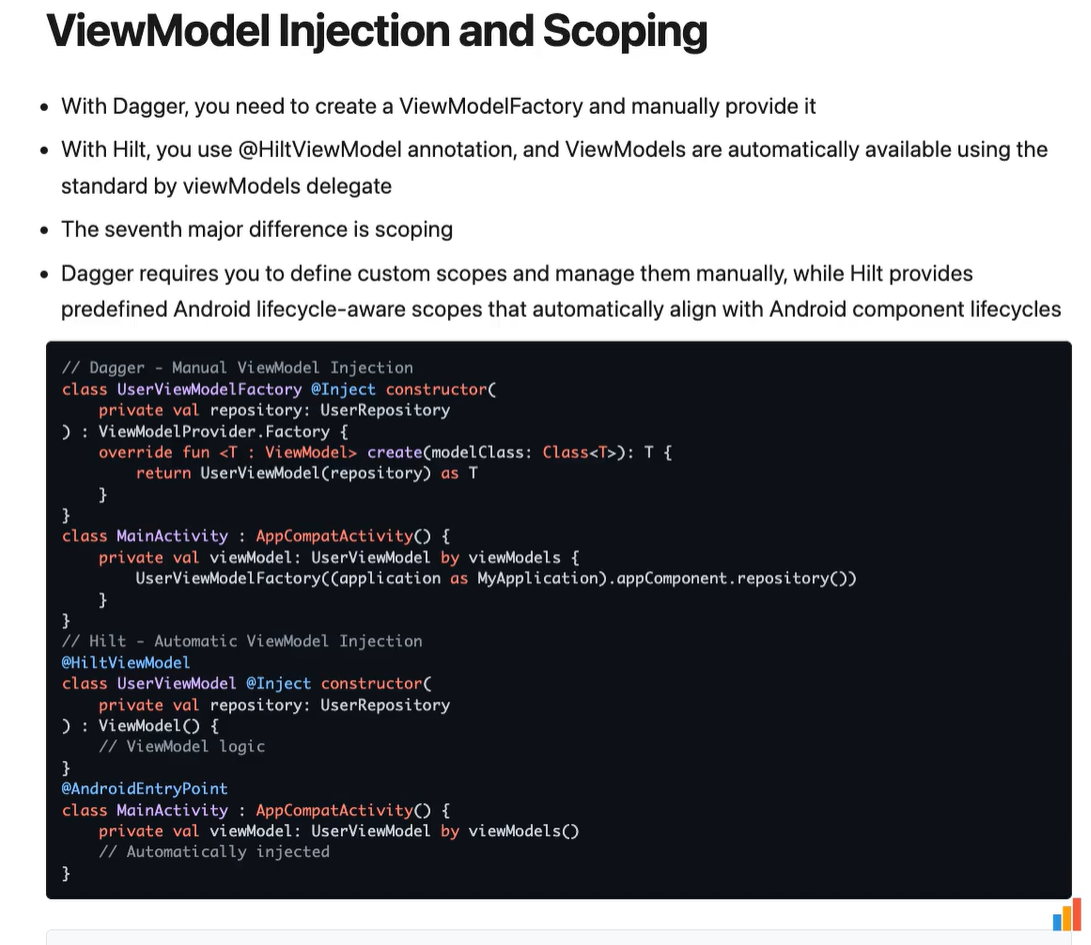 ViewModel Injection and Scoping
• With Dagger, you need to create a ViewModelFactory and manually provide it
• With Hilt, you use @HiltViewModel annotation, and ViewModels are automatically available using the
standard by viewModels delegate
• The seventh major difference is scoping
• Dagger requires you to define custom scopes and manage them manually, while Hilt provides
predefined Android lifecycle-aware scopes that automatically align with Android component lifecycles
// Dagger - Manual ViewModel Injection
class UserViewModelFactory @Inject constructor(
    private val repository: UserRepository
) : ViewModelProvider.Factory {
    override fun <T : ViewModel> create(modelClass: Class<T>): T {
        return UserViewModel(repository) as T
    }
}
class MainActivity : AppCompatActivity() {
    private val viewModel: UserViewModel by viewModels {
        UserViewModelFactory((application as MyApplication).appComponent.repository())
    }
}
// Hilt - Automatic ViewModel Injection
@HiltViewModel
class UserViewModel @Inject constructor(
    private val repository: UserRepository
) : ViewModel() {
    // ViewModel logic
}
@AndroidEntryPoint
class MainActivity : AppCompatActivity() {
    private val viewModel: UserViewModel by viewModels()
    // Automatically injected
}